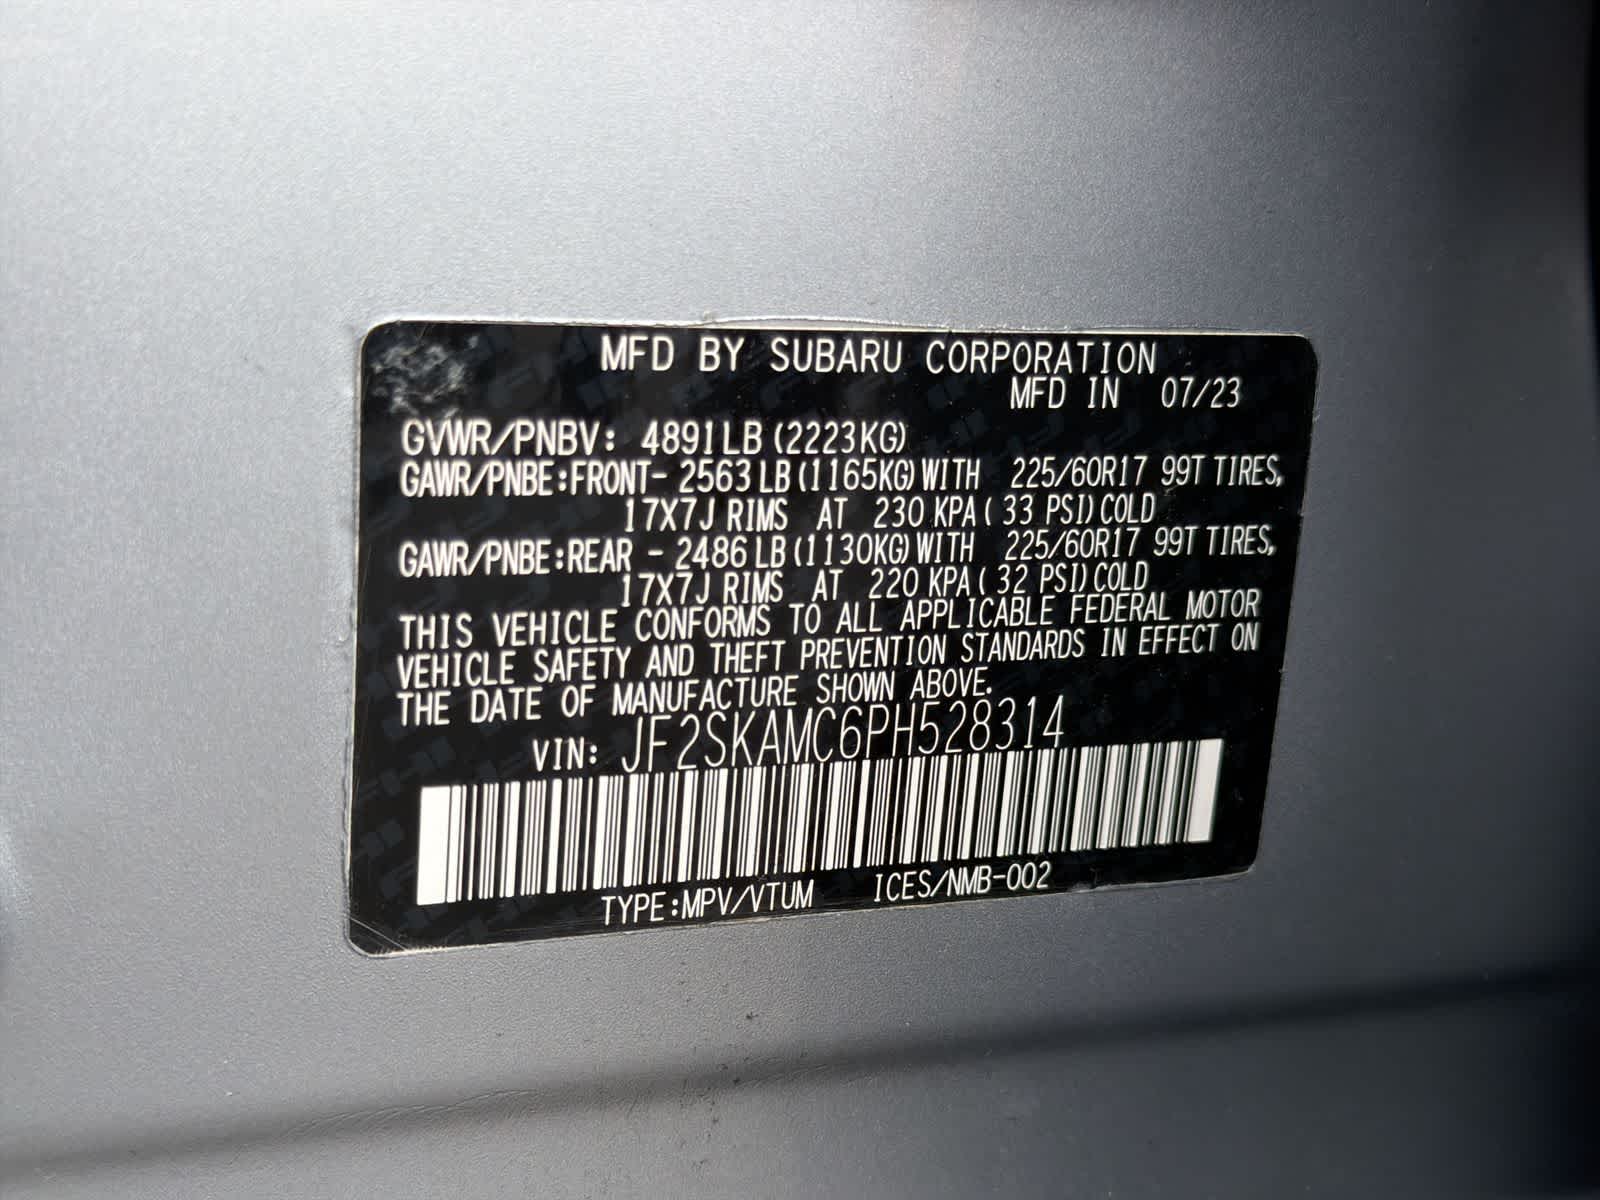 MFD BY SUBARU CORPORATION
MFD IN 07/23
GVWR/PNBV: 4891LB (2223KG)
GAWR/PNBE:FRONT- 2563LB (1165KG) WITH 225/60R17 99T TIRES,
17X7J RIMS AT 230 KPA ( 33 PSI) COLD
GAWR/PNBE:REAR - 2486LB (1130KG) WITH 225/60R17 99T TIRES,
17X7J RIMS AT 220 KPA ( 32 PSI) COLD
THIS VEHICLE CONFORMS TO ALL APPLICABLE FEDERAL MOTOR
VEHICLE SAFETY AND THEFT PREVENTION STANDARDS IN EFFECT ON
THE DATE OF MANUFACTURE SHOWN ABOVE.
VIN: JF2SKAMC6PH528314
TYPE:MPV/VTUM ICES/NMB-002